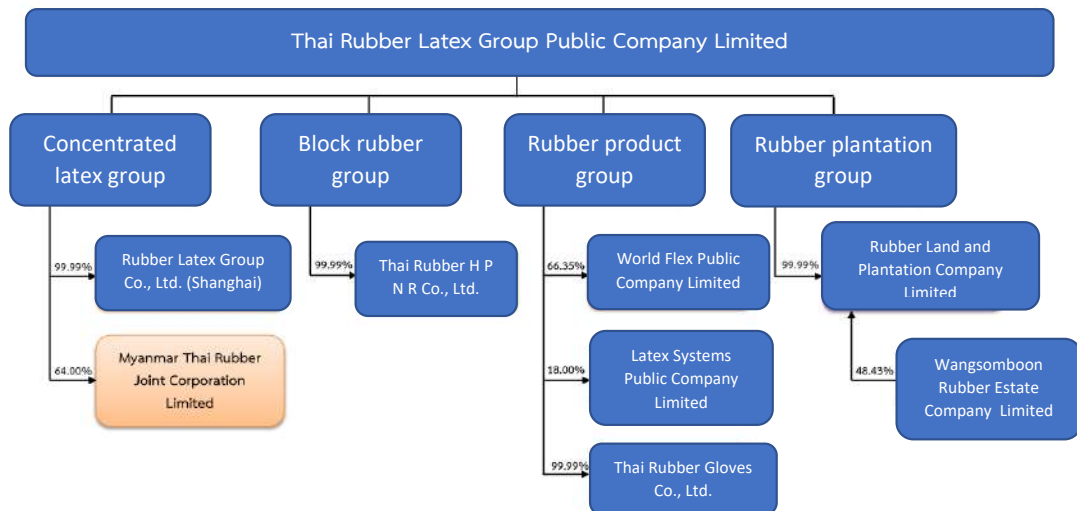 Thai Rubber Latex Group Public Company Limited
Concentrated
latex group
Block rubber
group
Rubber product
group
Rubber plantation
group
99.99%
Rubber Latex Group
Co., Ltd. (Shanghai)
99.99%
Thai Rubber H P
N R Co., Ltd.
66.35%
World Flex Public
Company Limited
99.99%
Rubber Land and
Plantation Company
Limited
64.00%
Myanmar Thai Rubber
Joint Corporation
Limited
18.00%
Latex Systems
Public Company
Limited
48.43%
Wangsomboon
Rubber Estate
Company Limited
99.99%
Thai Rubber Gloves
Co., Ltd.